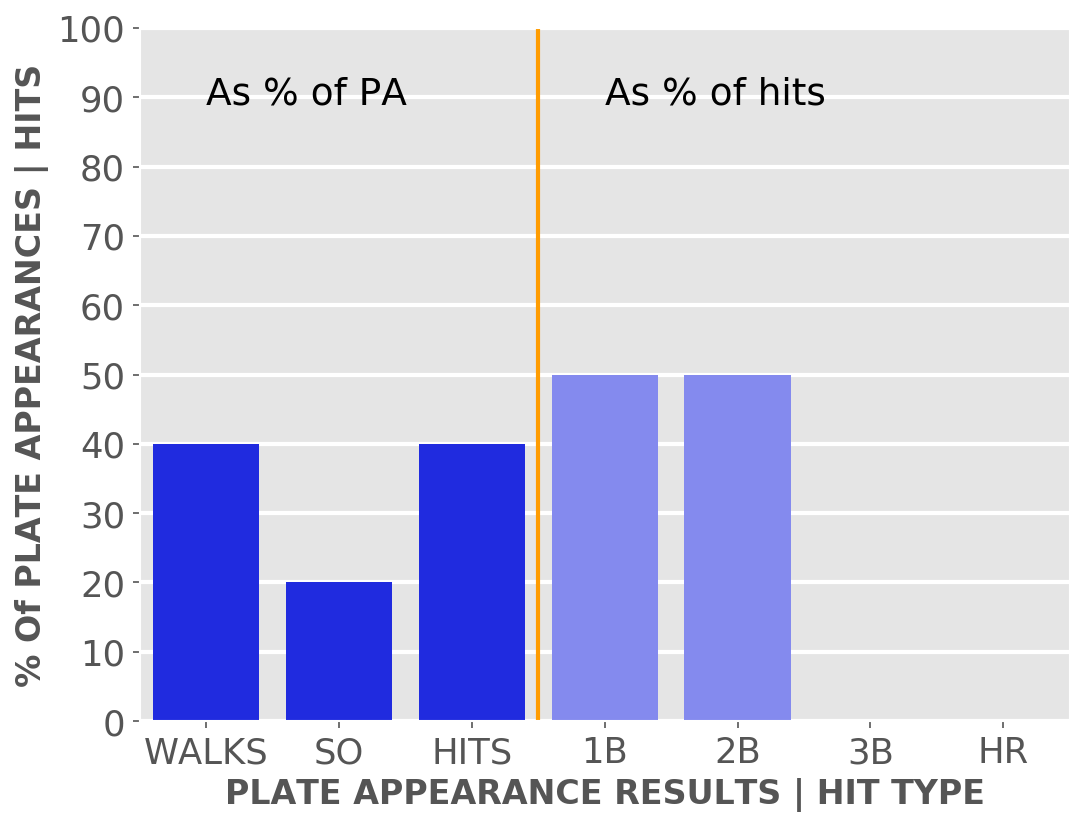 % Of PLATE APPEARANCES | HITS
100
90
80
70
60
50
40
30
20
10
0
As % of PA
As % of hits
WALKS SO HITS 1B 2B 3B HR
PLATE APPEARANCE RESULTS | HIT TYPE